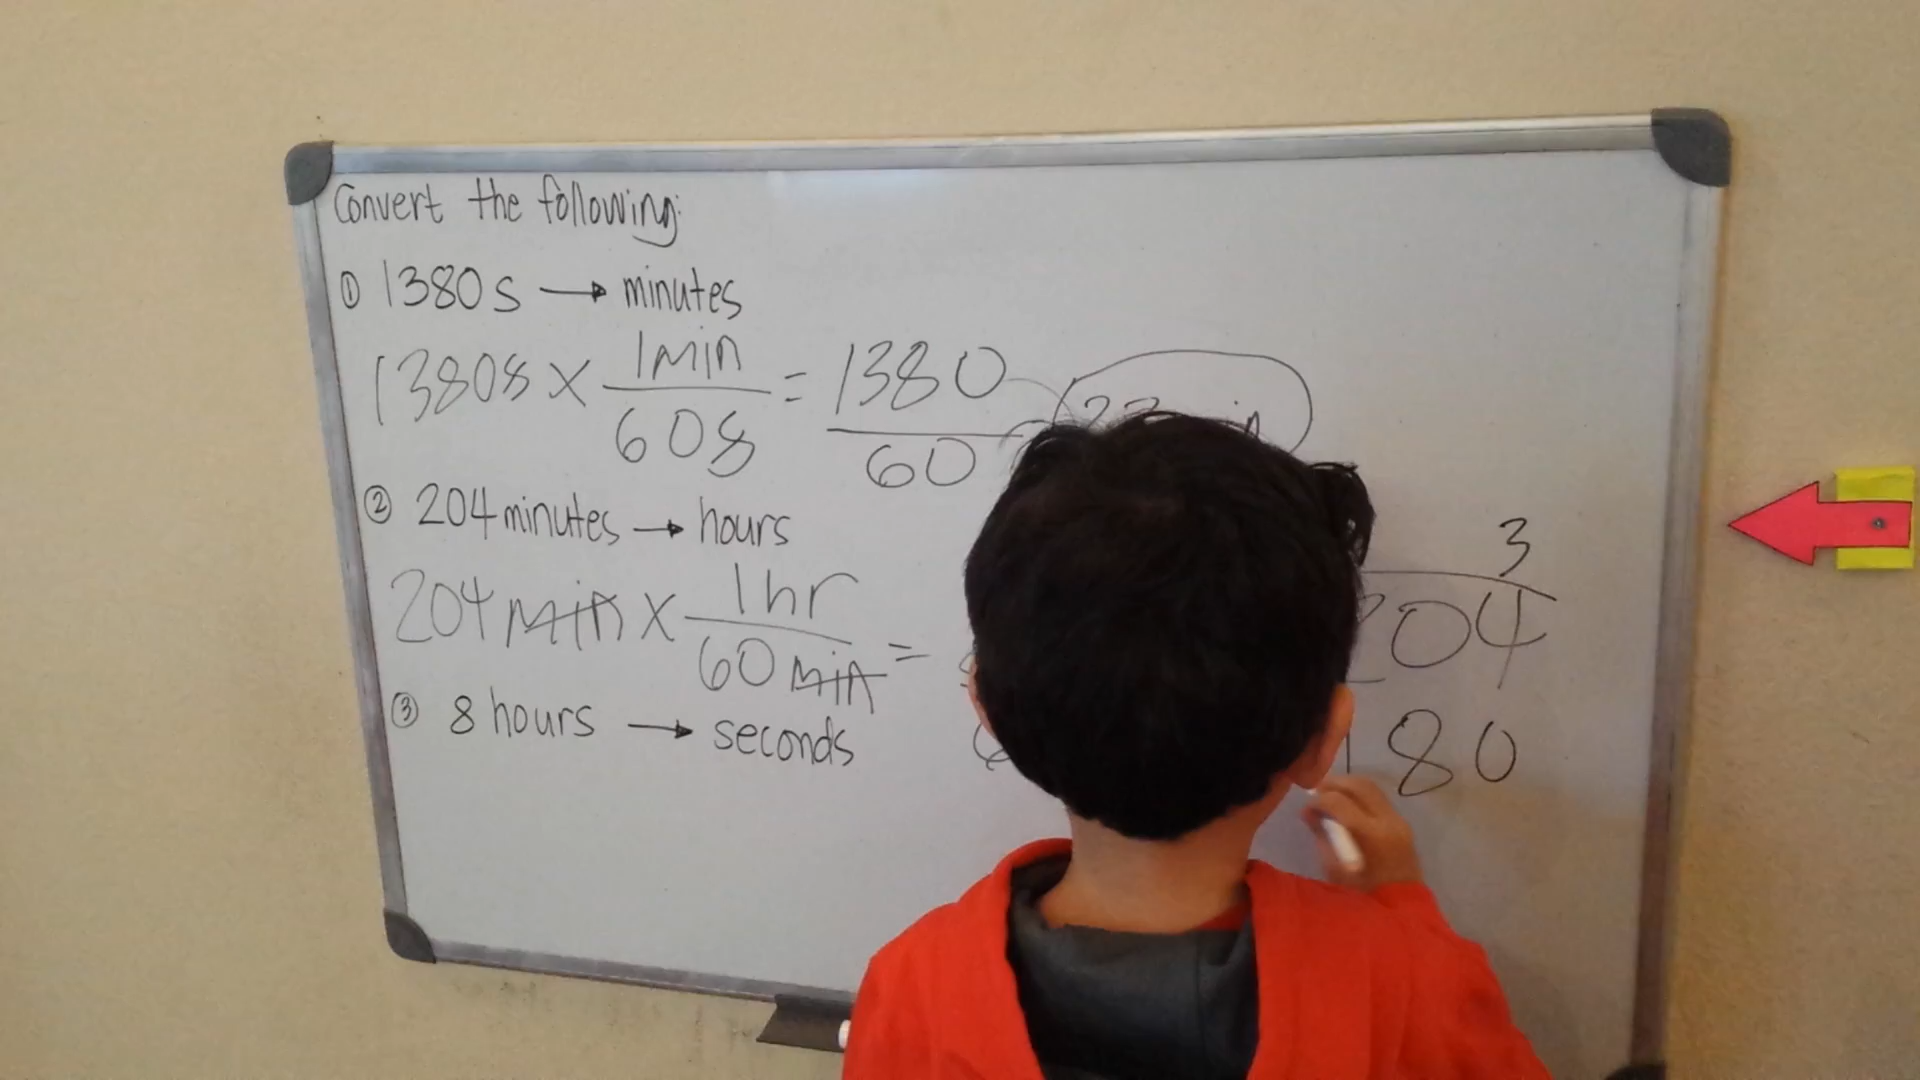 Convert the following:
① 1380 s → minutes
1380s x 1min / 60s = 1380 / 60
② 204 minutes → hours
204 min x 1hr / 60 min =
③ 8 hours → seconds
3
204
180